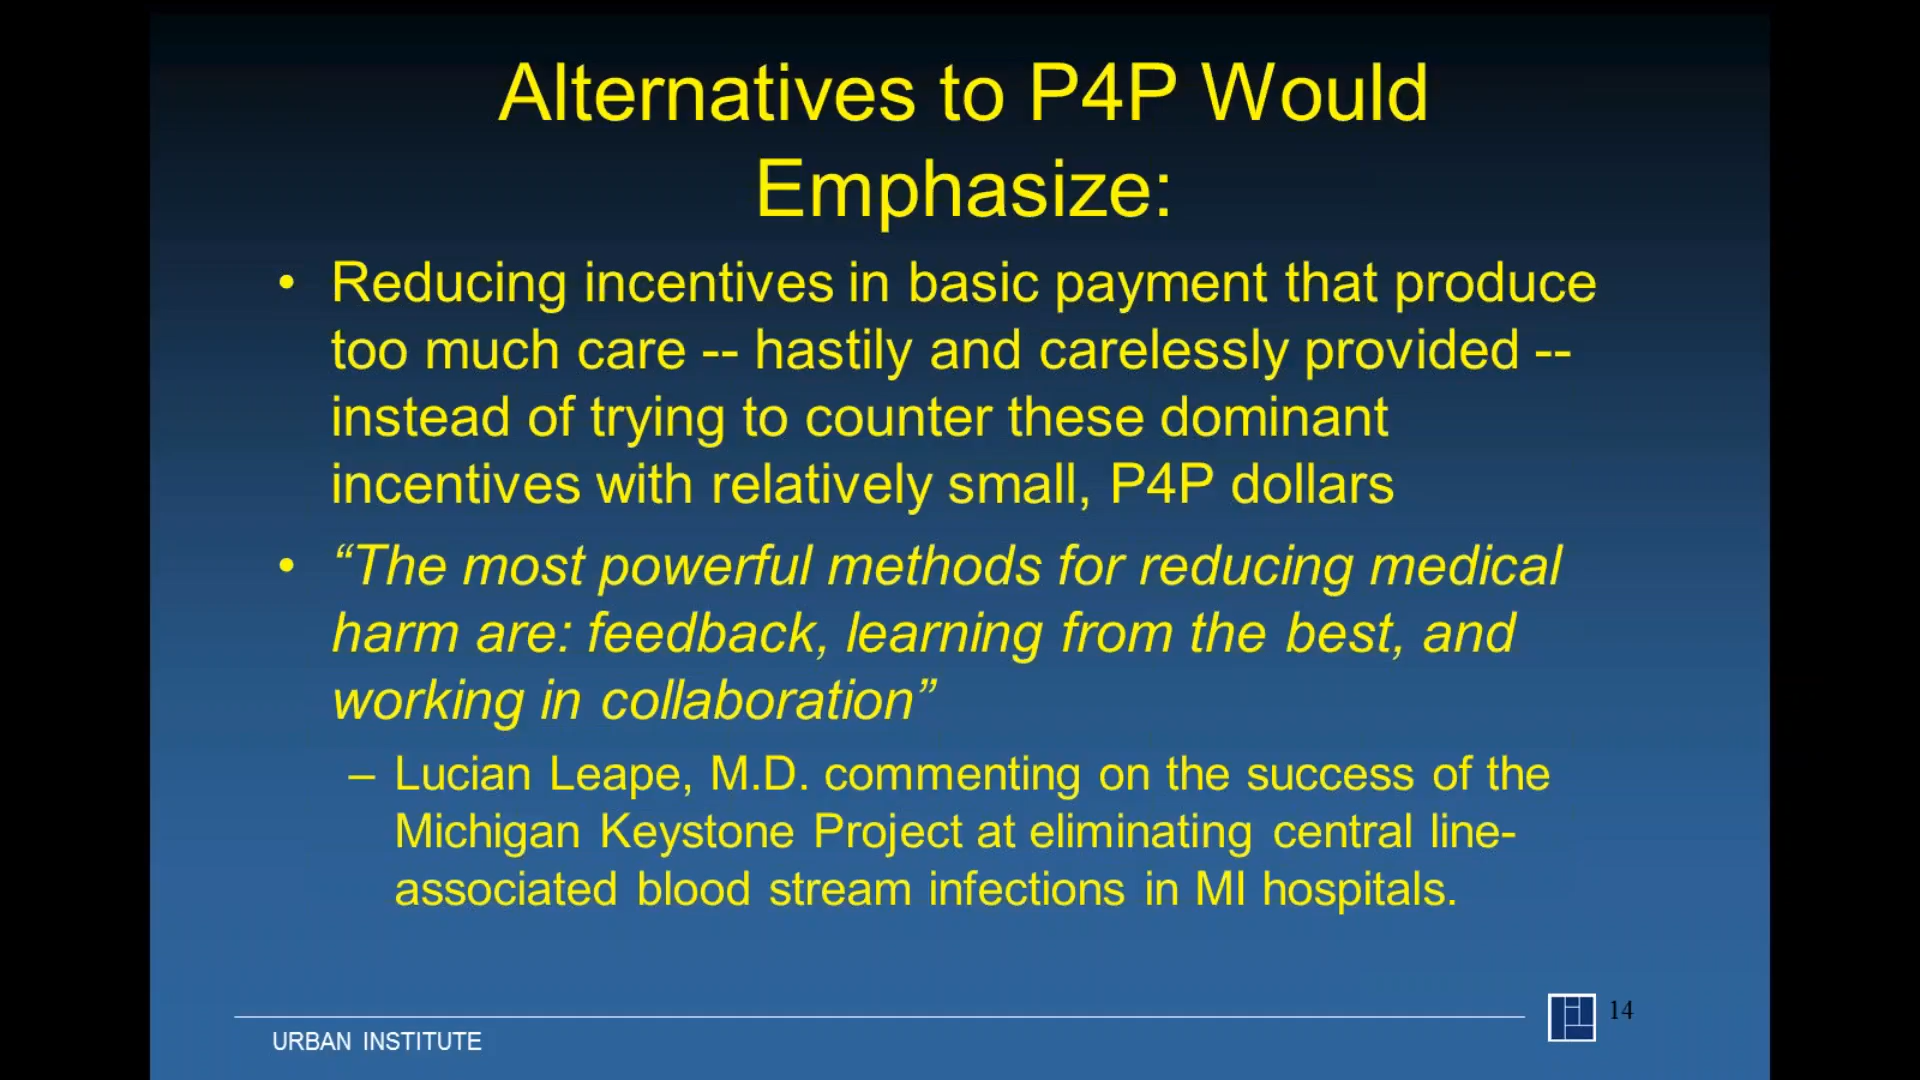 Alternatives to P4P Would
Emphasize:
• Reducing incentives in basic payment that produce
too much care -- hastily and carelessly provided --
instead of trying to counter these dominant
incentives with relatively small, P4P dollars
• “The most powerful methods for reducing medical
harm are: feedback, learning from the best, and
working in collaboration”
– Lucian Leape, M.D. commenting on the success of the
Michigan Keystone Project at eliminating central line-
associated blood stream infections in MI hospitals.
14
URBAN INSTITUTE